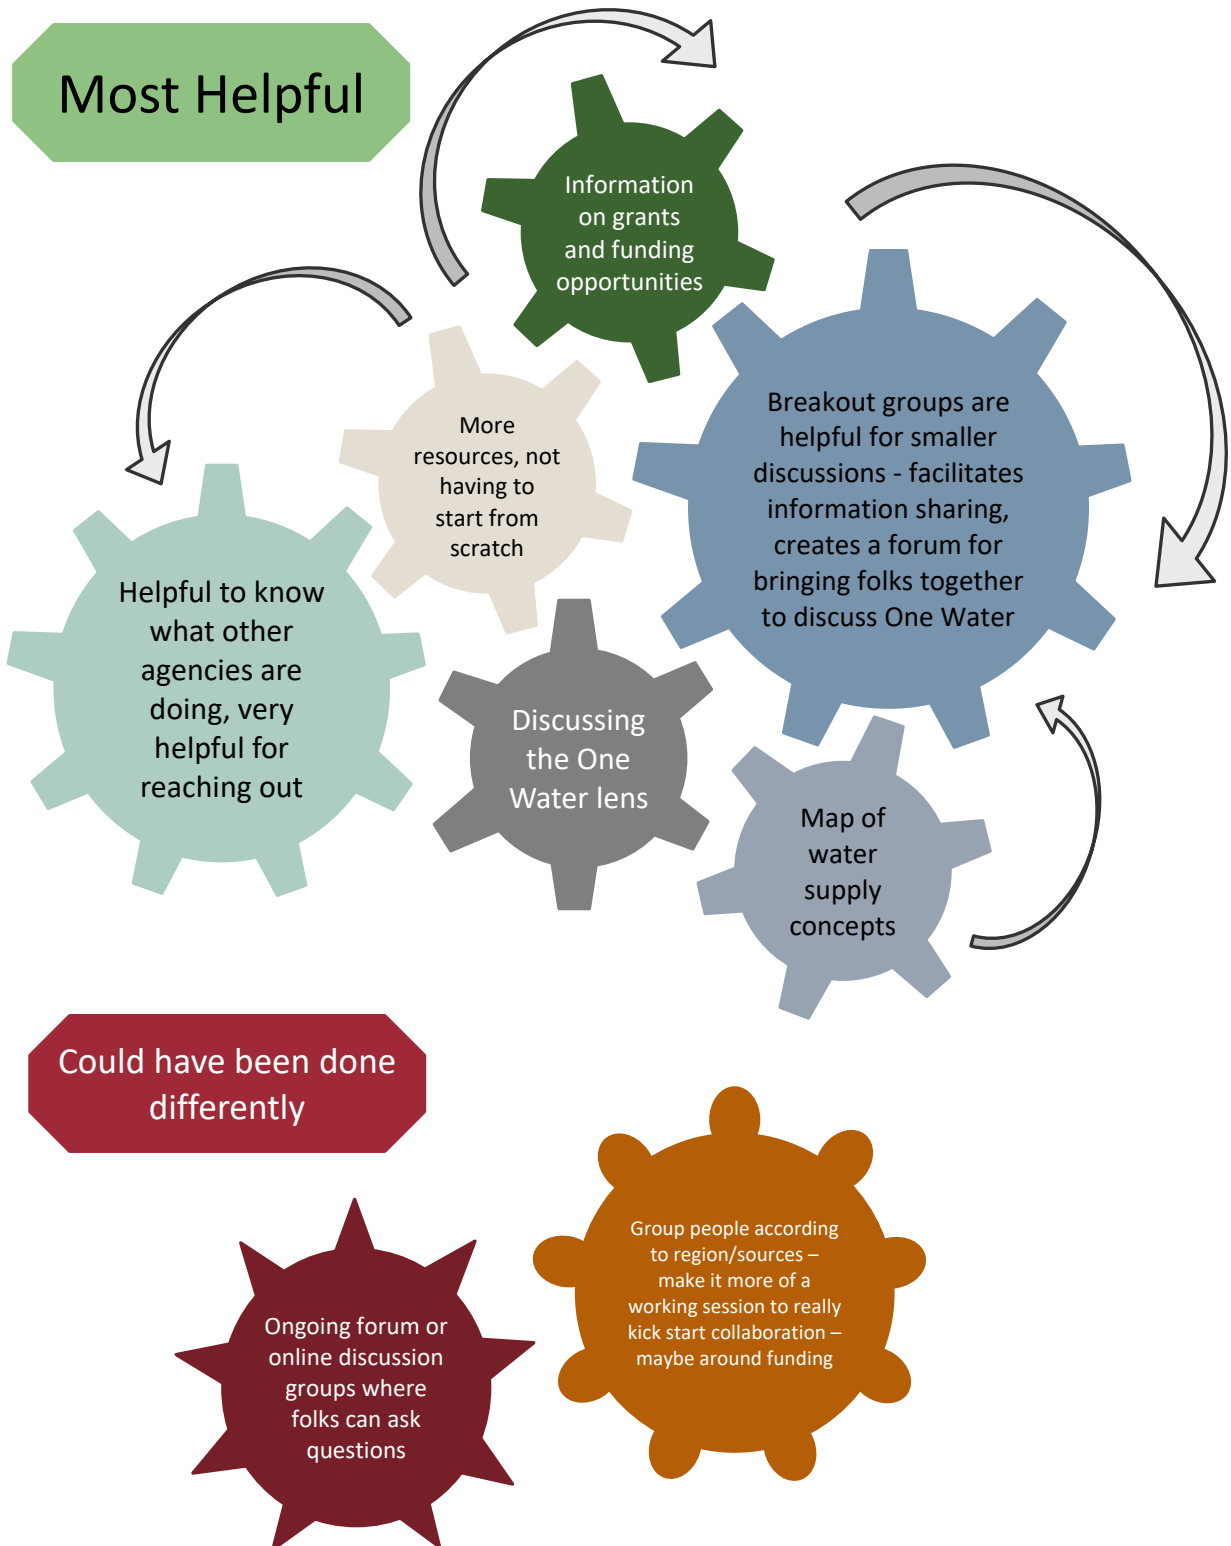 Most Helpful
Information
on grants
and funding
opportunities
More
resources, not
having to
start from
scratch
Breakout groups are
helpful for smaller
discussions - facilitates
information sharing,
creates a forum for
bringing folks together
to discuss One Water
Helpful to know
what other
agencies are
doing, very
helpful for
reaching out
Discussing
the One
Water lens
Map of
water
supply
concepts
Could have been done
differently
Group people according
to region/sources –
make it more of a
working session to really
kick start collaboration –
maybe around funding
Ongoing forum or
online discussion
groups where
folks can ask
questions